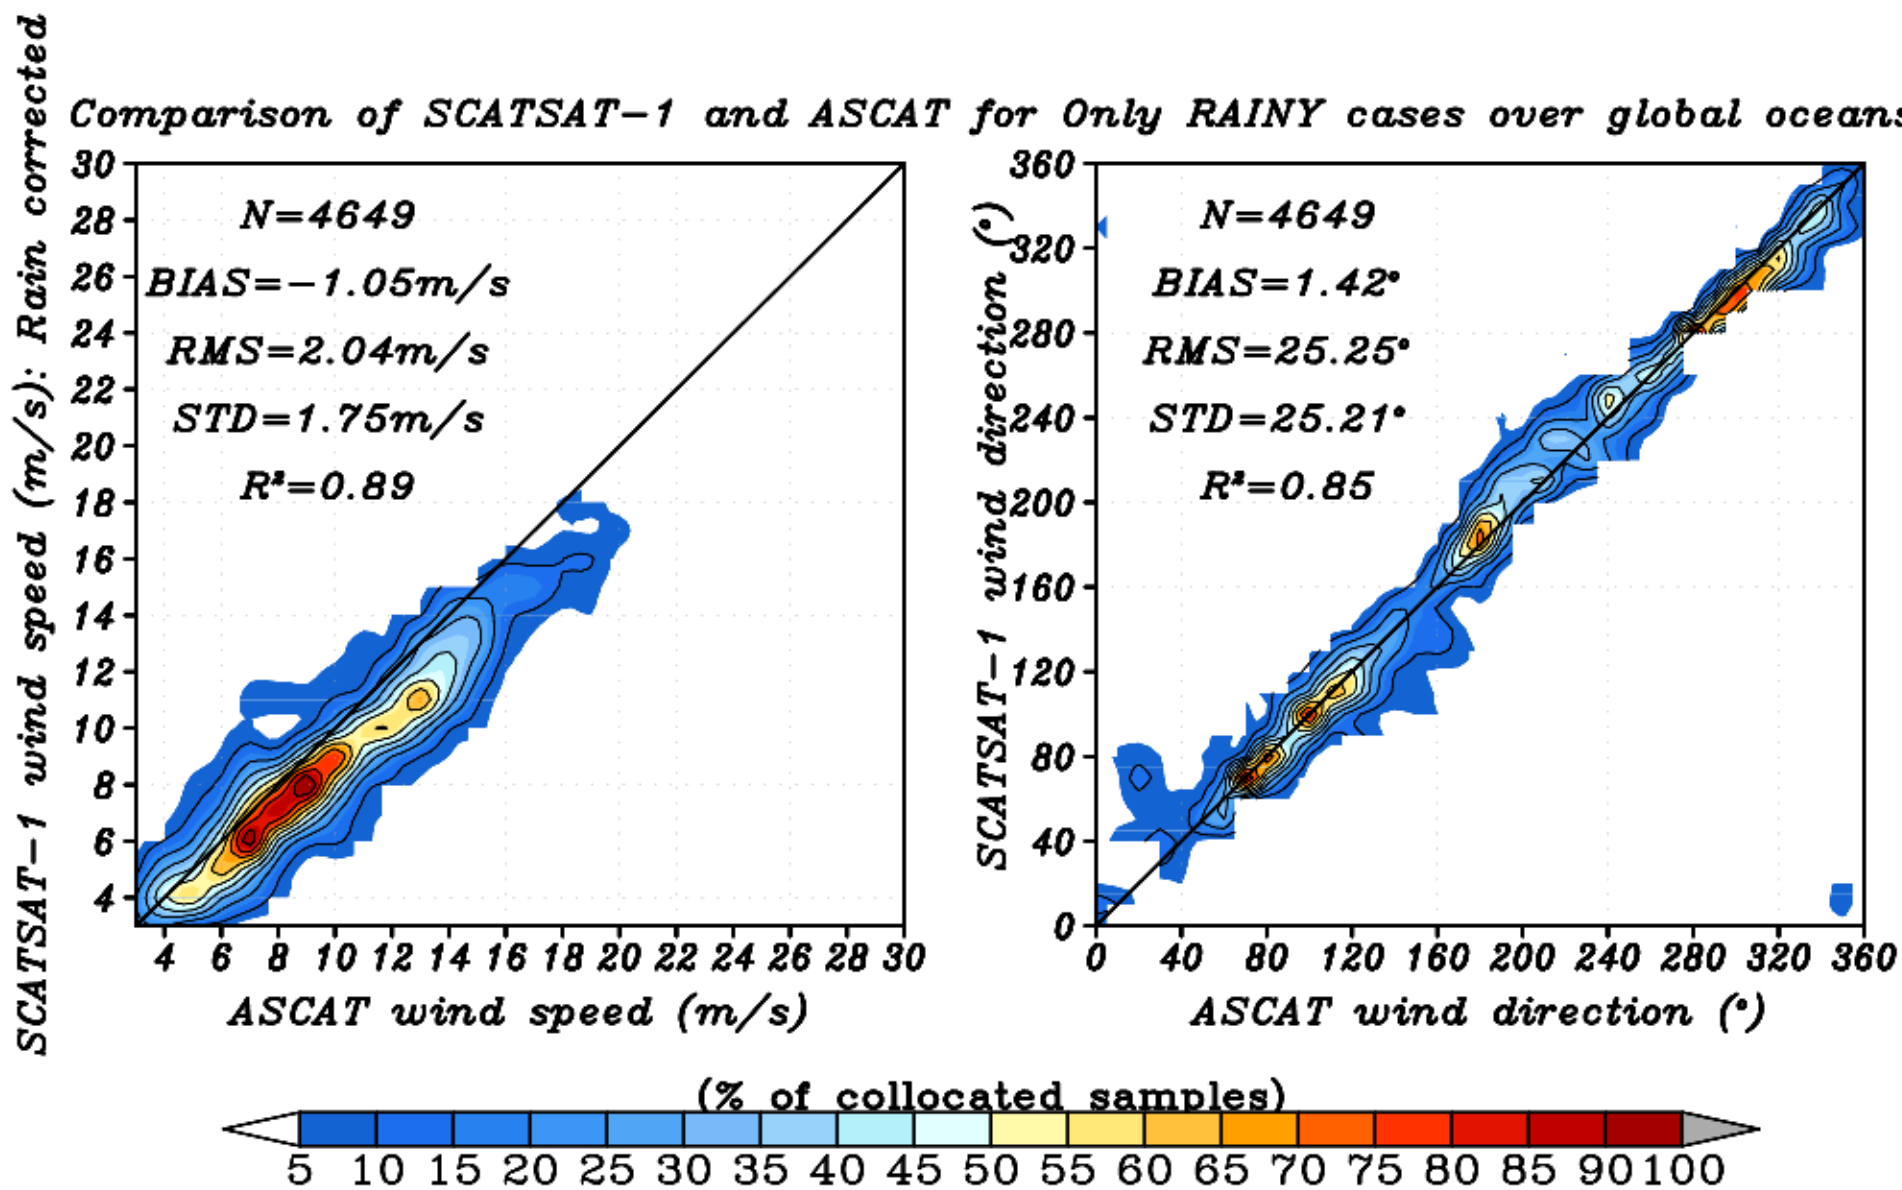 Comparison of SCATSAT-1 and ASCAT for Only RAINY cases over global oceans
SCATSAT-1 wind speed (m/s): Rain corrected
30
28
26
24
22
20
18
16
14
12
10
8
6
4
N=4649
BIAS=-1.05m/s
RMS=2.04m/s
STD=1.75m/s
R²=0.89
4 6 8 10 12 14 16 18 20 22 24 26 28 30
ASCAT wind speed (m/s)
SCATSAT-1 wind direction (°)
360
320
280
240
200
160
120
80
40
0
N=4649
BIAS=1.42°
RMS=25.25°
STD=25.21°
R²=0.85
0 40 80 120 160 200 240 280 320 360
ASCAT wind direction (°)
(% of collocated samples)
5 10 15 20 25 30 35 40 45 50 55 60 65 70 75 80 85 90 100